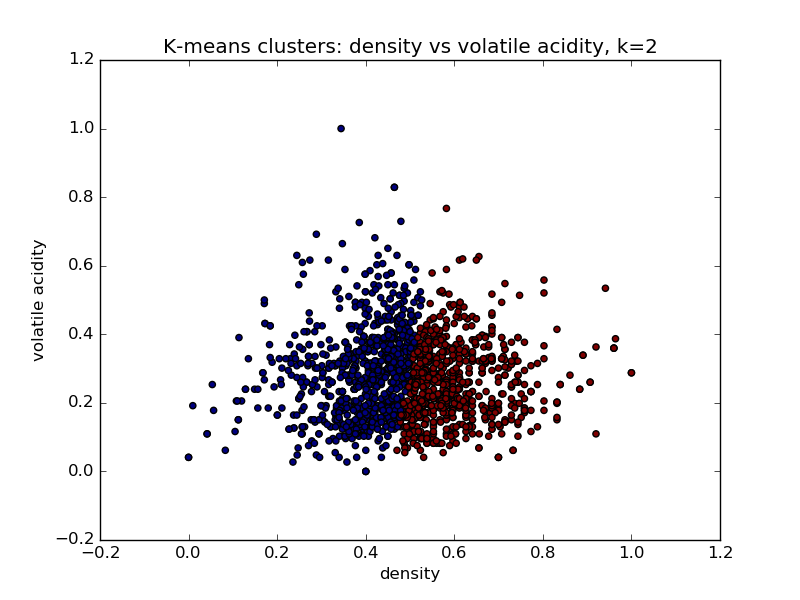 K-means clusters: density vs volatile acidity, k=2
1.2
1.0
0.8
0.6
0.4
0.2
0.0
−0.2
volatile acidity
−0.2 0.0 0.2 0.4 0.6 0.8 1.0 1.2
density